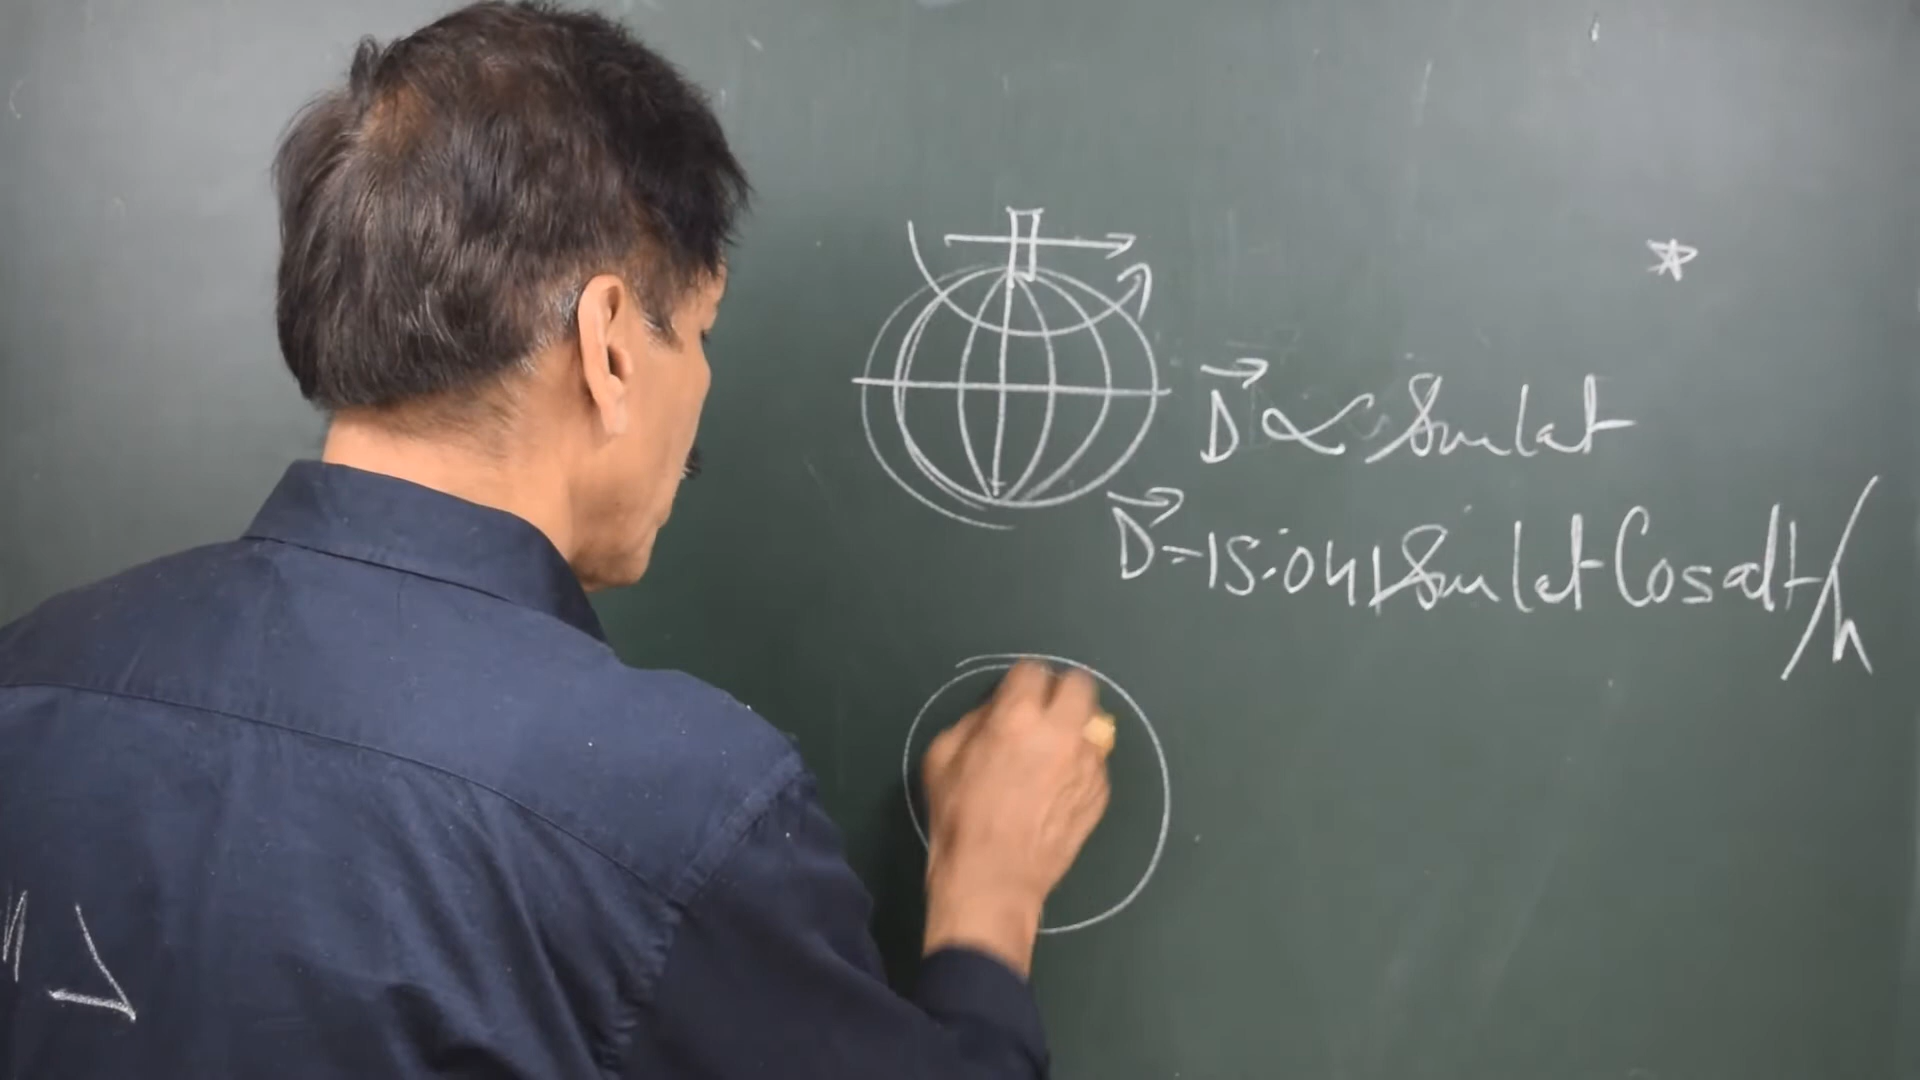 D ∝ Sin lat
D = 15.041 Sin lat Cos alt/h